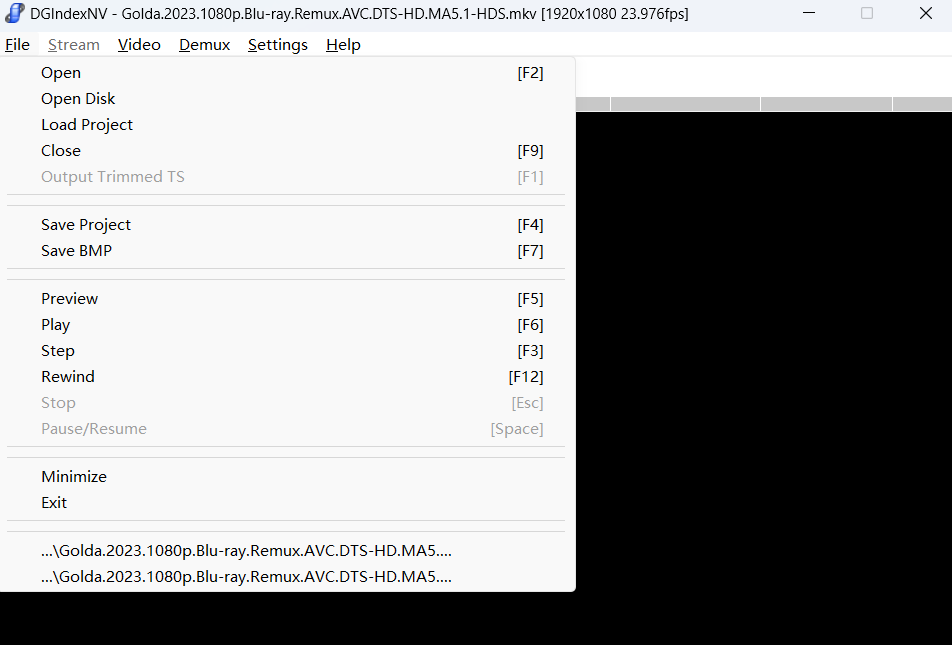 DGIndexNV - Golda.2023.1080p.Blu-ray.Remux.AVC.DTS-HD.MA5.1-HDS.mkv [1920x1080 23.976fps]
File Stream Video Demux Settings Help
Open [F2]
Open Disk
Load Project
Close [F9]
Output Trimmed TS [F1]
Save Project [F4]
Save BMP [F7]
Preview [F5]
Play [F6]
Step [F3]
Rewind [F12]
Stop [Esc]
Pause/Resume [Space]
Minimize
Exit
...\Golda.2023.1080p.Blu-ray.Remux.AVC.DTS-HD.MA5....
...\Golda.2023.1080p.Blu-ray.Remux.AVC.DTS-HD.MA5....